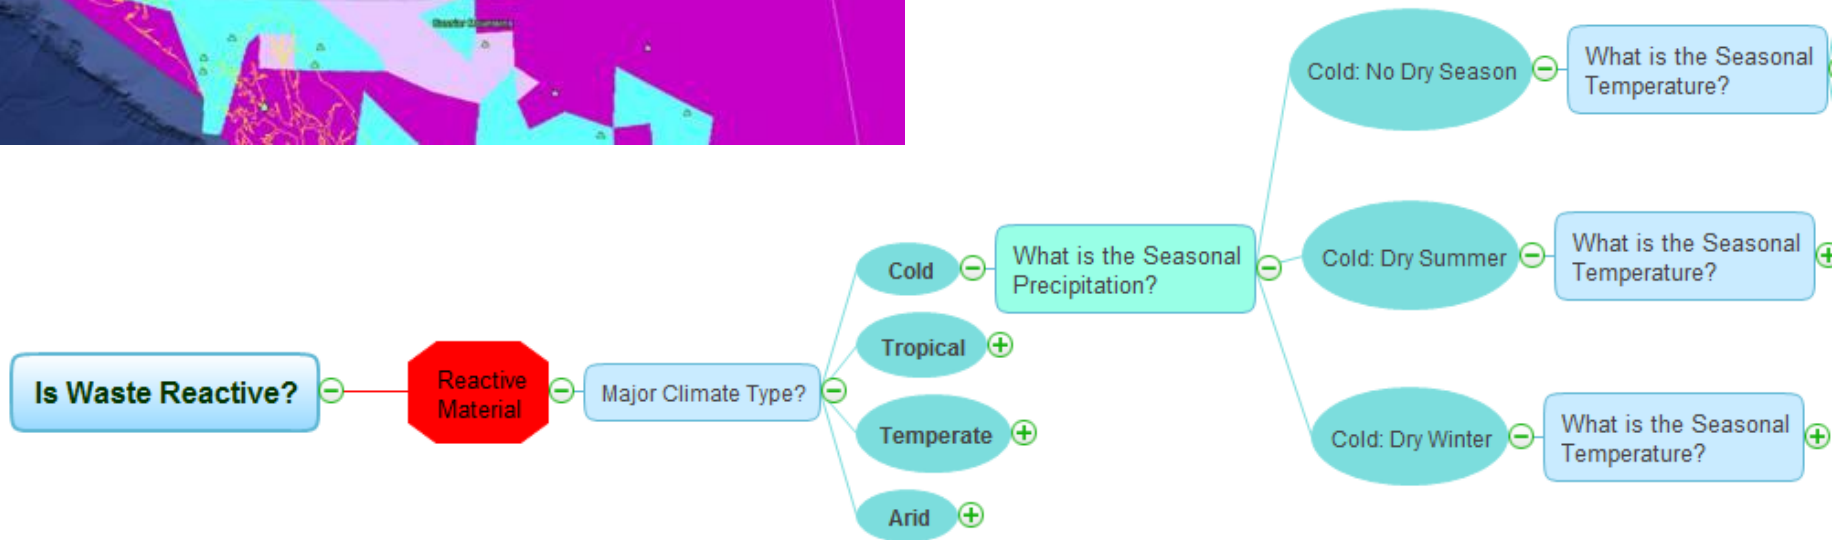 Cassiar Mountains
Cold: No Dry Season
What is the Seasonal
Temperature?
Cold
What is the Seasonal
Precipitation?
Cold: Dry Summer
What is the Seasonal
Temperature?
Tropical
Is Waste Reactive?
Reactive
Material
Major Climate Type?
Temperate
Cold: Dry Winter
What is the Seasonal
Temperature?
Arid